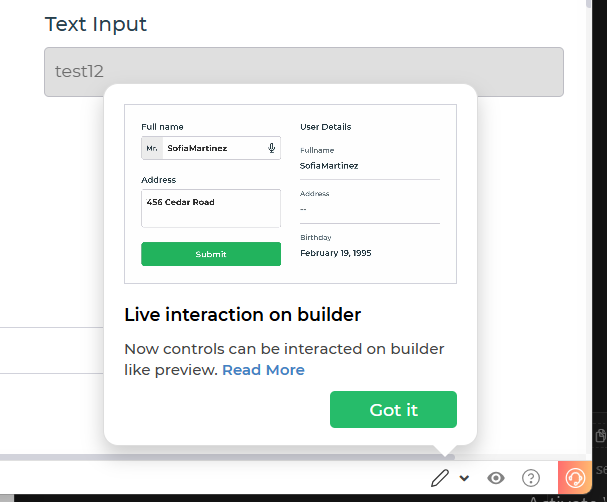 Text Input
test12
Full name
Mr. SofiaMartinez
Address
456 Cedar Road
Submit
User Details
Fullname
SofiaMartinez
Address
--
Birthday
February 19, 1995
Live interaction on builder
Now controls can be interacted on builder
like preview. Read More
Got it
se